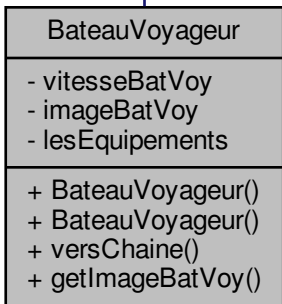 BateauVoyageur
- vitesseBatVoy
- imageBatVoy
- lesEquipements
+ BateauVoyageur()
+ BateauVoyageur()
+ versChaine()
+ getImageBatVoy()